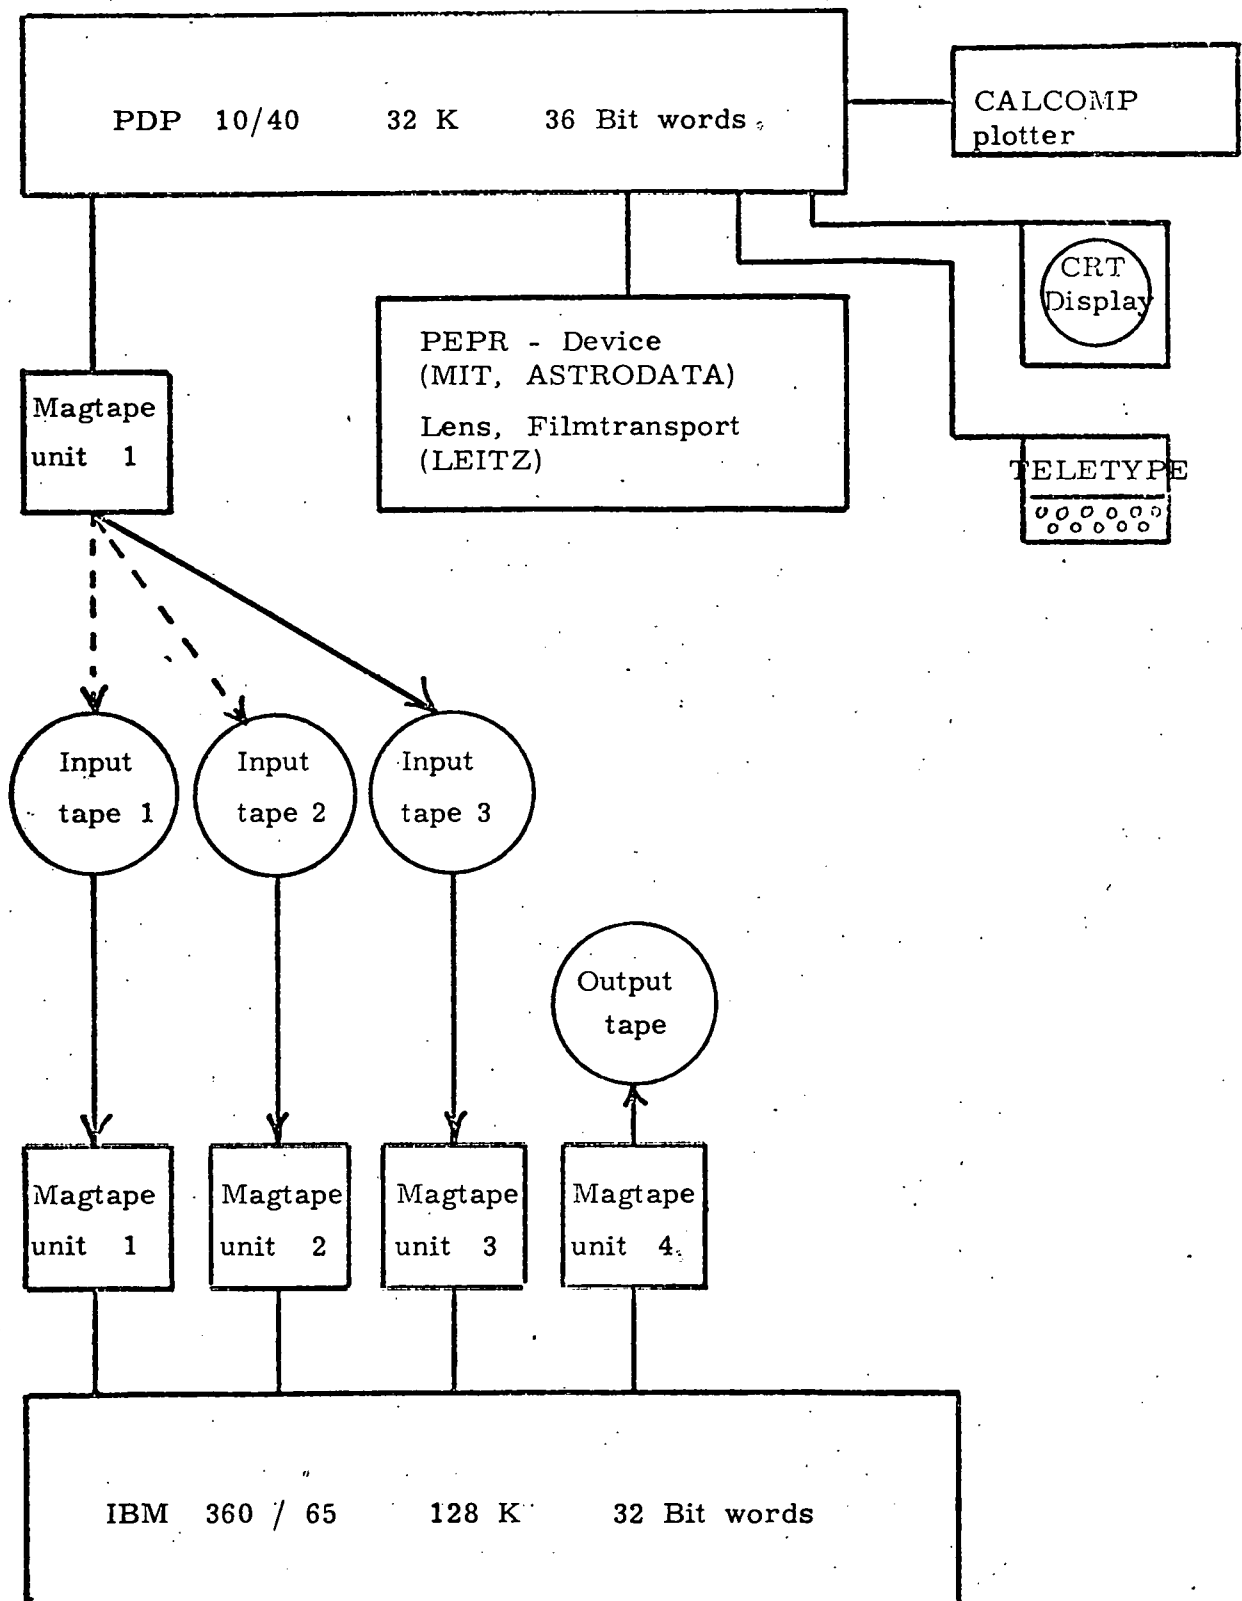 PDP 10/40 32 K 36 Bit words
CALCOMP
plotter
CRT
Display
PEPR - Device
(MIT, ASTRODATA)
Lens, Filmtransport
(LEITZ)
Magtape
unit 1
TELETYPE
Input
tape 1
Input
tape 2
Input
tape 3
Output
tape
Magtape
unit 1
Magtape
unit 2
Magtape
unit 3
Magtape
unit 4
IBM 360 / 65 128 K 32 Bit words